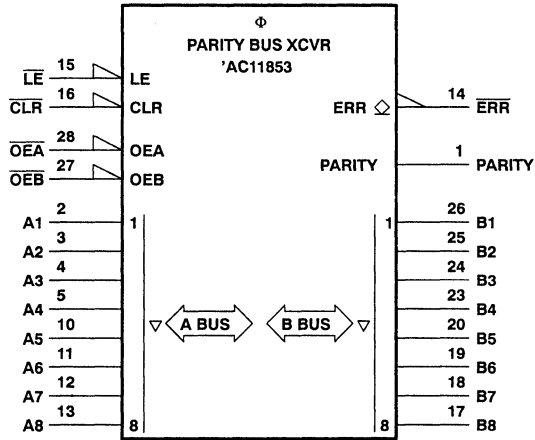 Φ
PARITY BUS XCVR
'AC11853
LE 15 LE
CLR 16 CLR ERR 14 ERR
OEA 28 OEA
PARITY 1 PARITY
OEB 27 OEB
A1 2 1 1 26 B1
A2 3 25 B2
A3 4 24 B3
A4 5 23 B4
A BUS B BUS
A5 10 20 B5
A6 11 19 B6
A7 12 18 B7
A8 13 8 8 17 B8